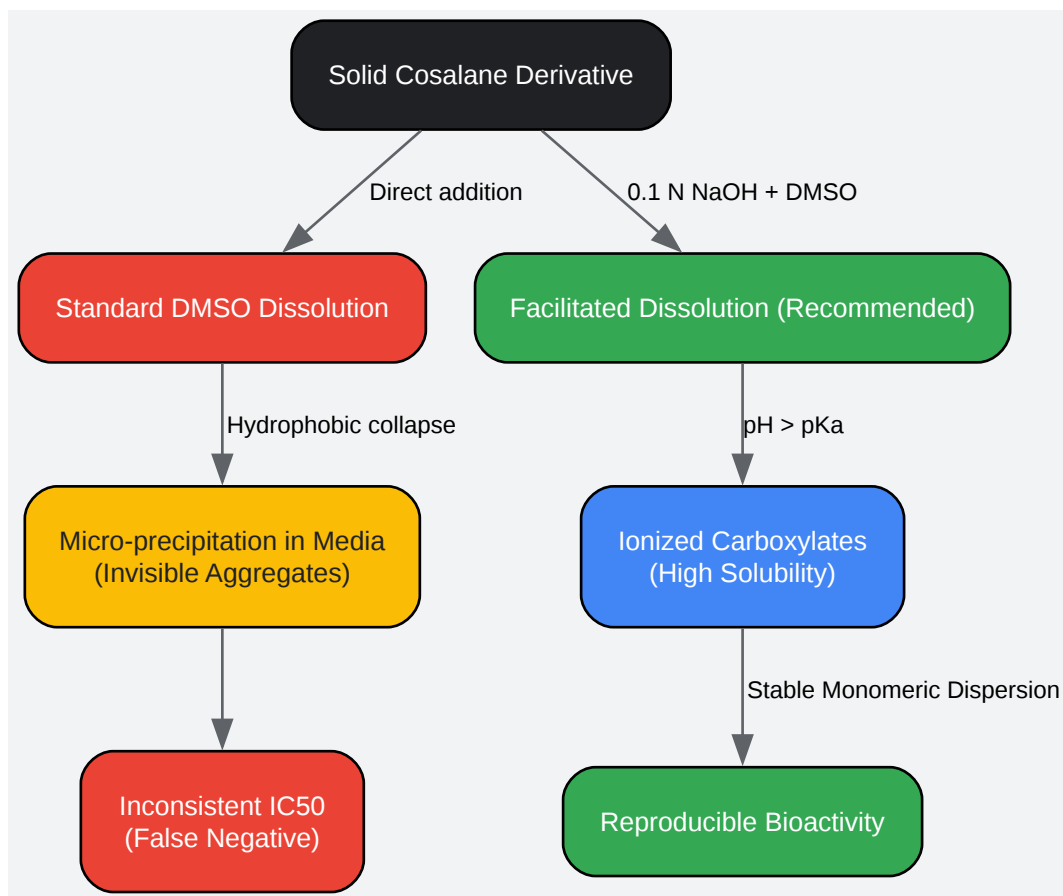 Solid Cosalane Derivative
Direct addition
0.1 N NaOH + DMSO
Standard DMSO Dissolution
Facilitated Dissolution (Recommended)
Hydrophobic collapse
pH > pKa
Micro-precipitation in Media
(Invisible Aggregates)
Ionized Carboxylates
(High Solubility)
Stable Monomeric Dispersion
Inconsistent IC50
(False Negative)
Reproducible Bioactivity